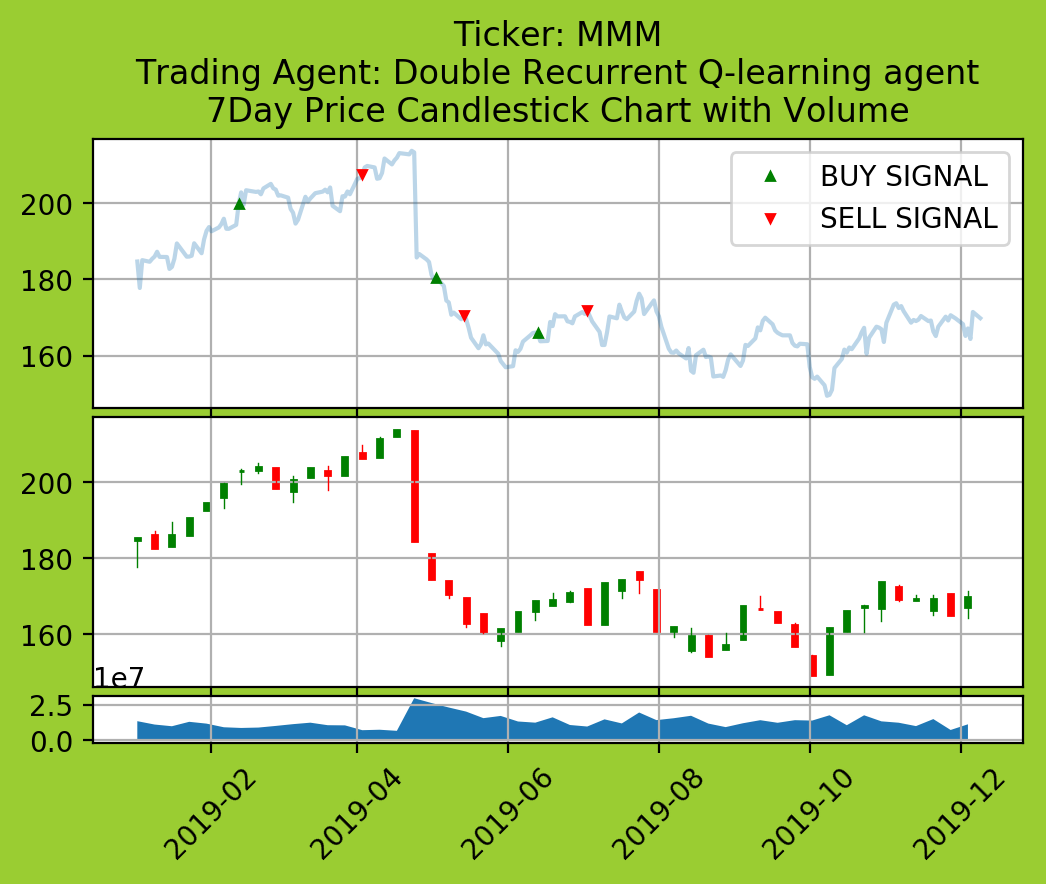 Ticker: MMM
Trading Agent: Double Recurrent Q-learning agent
7Day Price Candlestick Chart with Volume
BUY SIGNAL
SELL SIGNAL
200
180
160
200
180
160
1e7
2.5
0.0
2019-02
2019-04
2019-06
2019-08
2019-10
2019-12